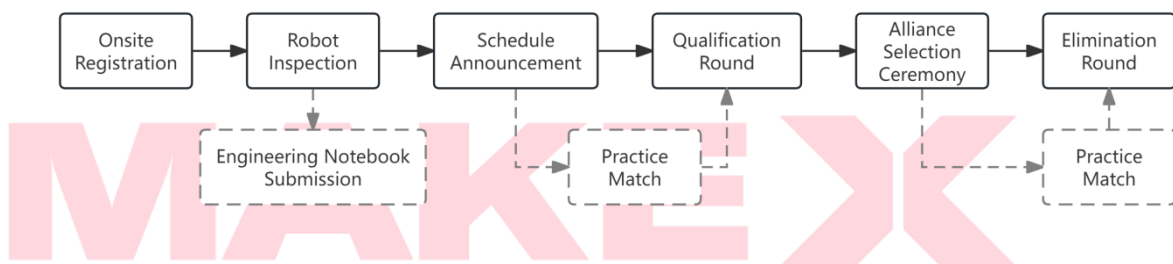 Onsite
Registration
Robot
Inspection
Schedule
Announcement
Qualification
Round
Alliance
Selection
Ceremony
Elimination
Round
Engineering Notebook
Submission
Practice
Match
Practice
Match
MAKEX